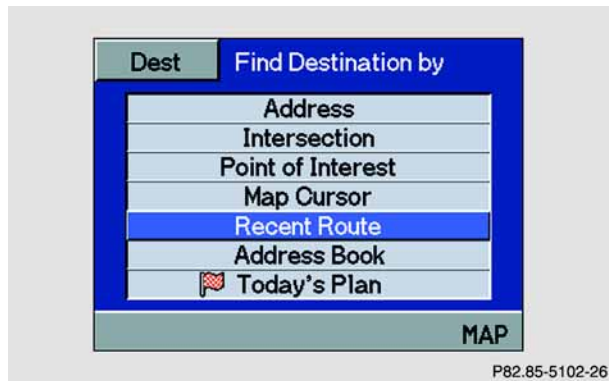 Dest Find Destination by
Address
Intersection
Point of Interest
Map Cursor
Recent Route
Address Book
Today's Plan
MAP
P82.85-5102-26